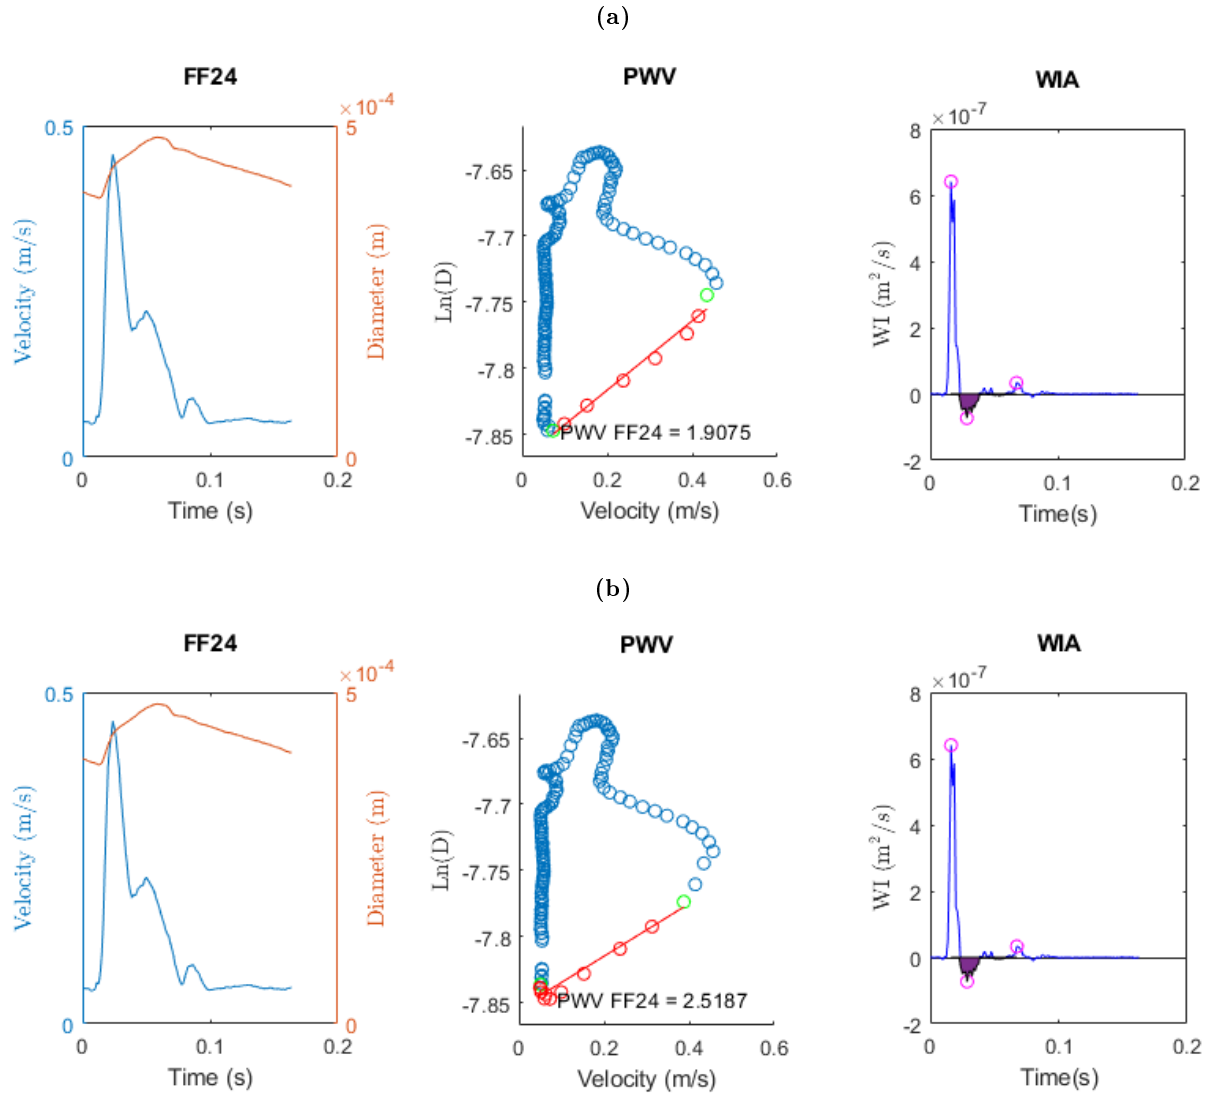 (a)
FF24
PWV
WIA
×10⁻⁴
×10⁻⁷
0.5
5
0
0
Velocity (m/s)
Diameter (m)
0 0.1 0.2
Time (s)
-7.65
-7.7
-7.75
-7.8
-7.85
Ln(D)
PWV FF24 = 1.9075
0 0.2 0.4 0.6
Velocity (m/s)
8
6
4
2
0
-2
WI (m²/s)
0 0.1 0.2
Time(s)
(b)
FF24
PWV
WIA
×10⁻⁴
×10⁻⁷
0.5
5
0
0
Velocity (m/s)
Diameter (m)
0 0.1 0.2
Time (s)
-7.65
-7.7
-7.75
-7.8
-7.85
Ln(D)
PWV FF24 = 2.5187
0 0.2 0.4 0.6
Velocity (m/s)
8
6
4
2
0
-2
WI (m²/s)
0 0.1 0.2
Time(s)